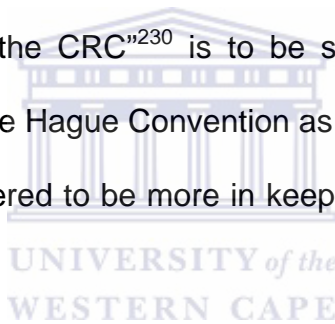 the CRC”230 is to be s
e Hague Convention as
ered to be more in keep
UNIVERSITY of the
WESTERN CAPE